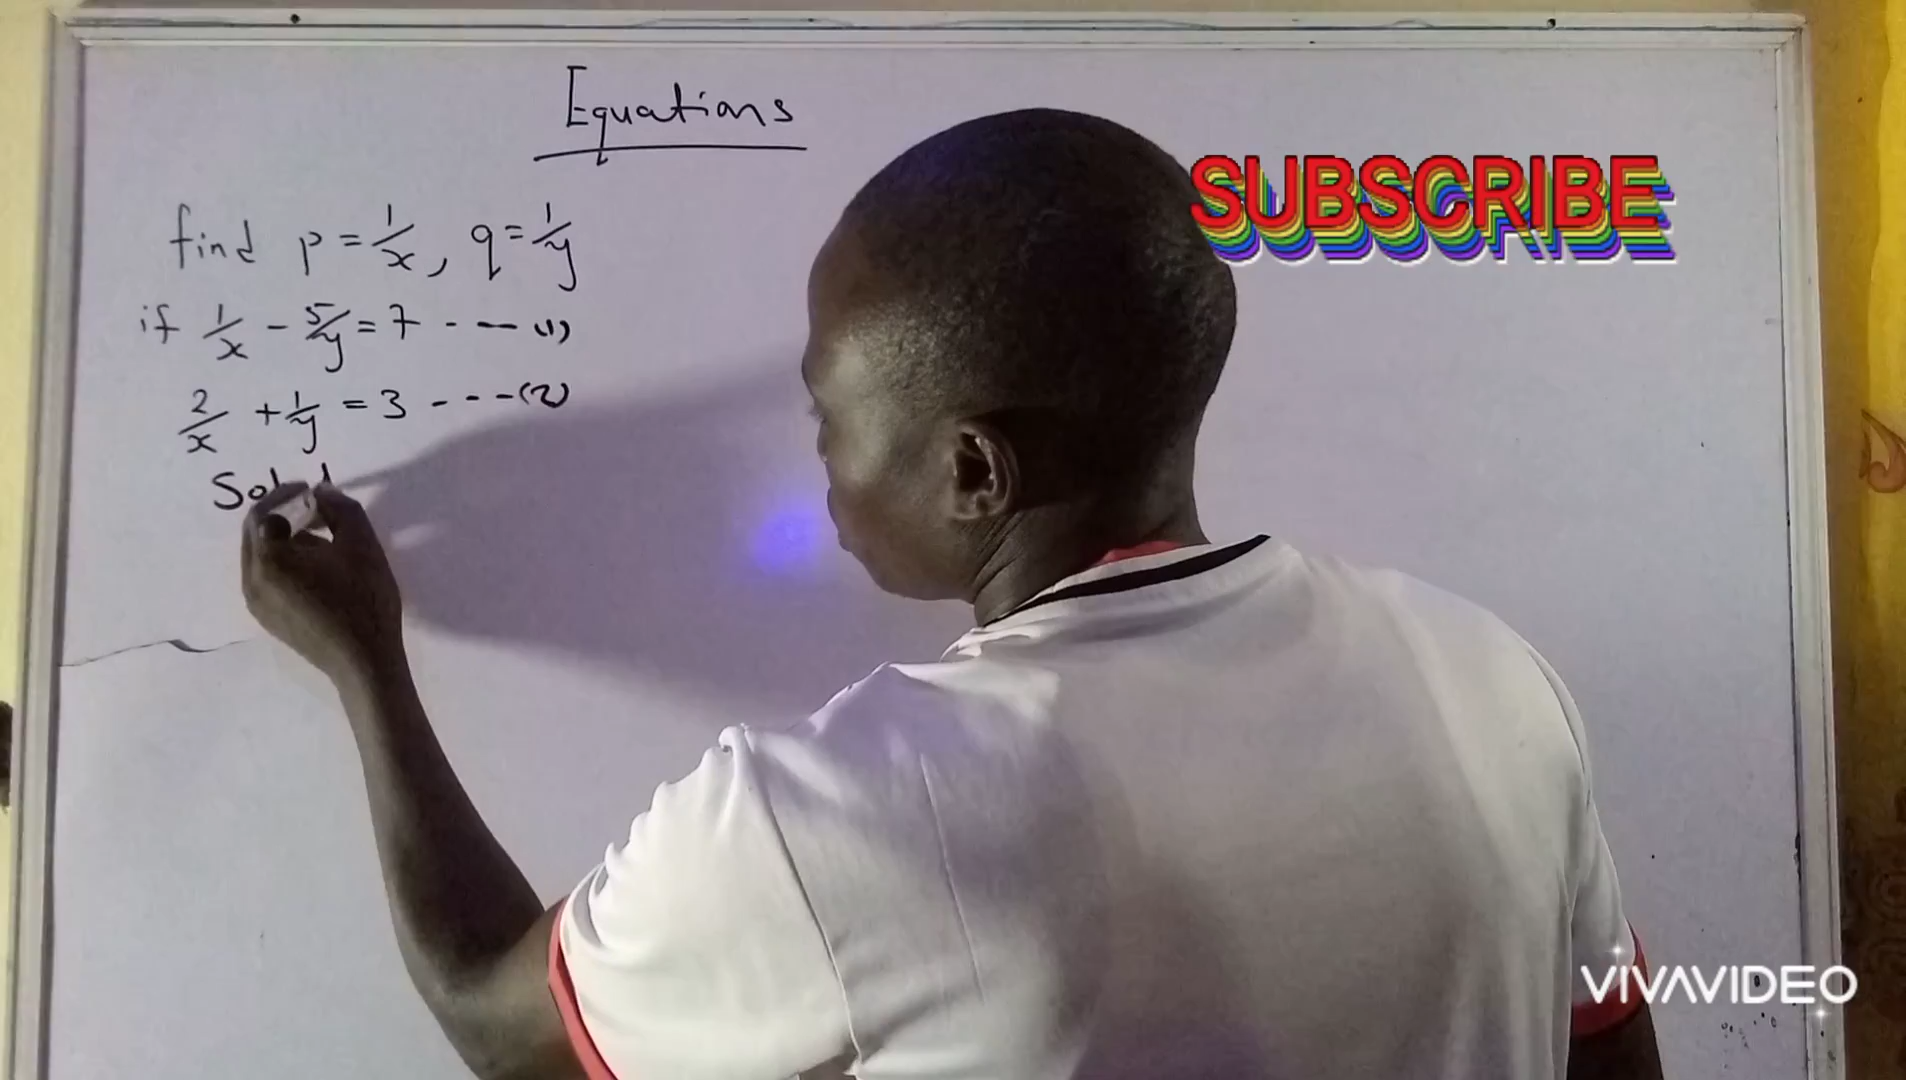 Equations
SUBSCRIBE
find p = 1/x, q = 1/y
if 1/x - 5/y = 7 - - - (1)
2/x + 1/y = 3 - - - (2)
VIVAVIDEO